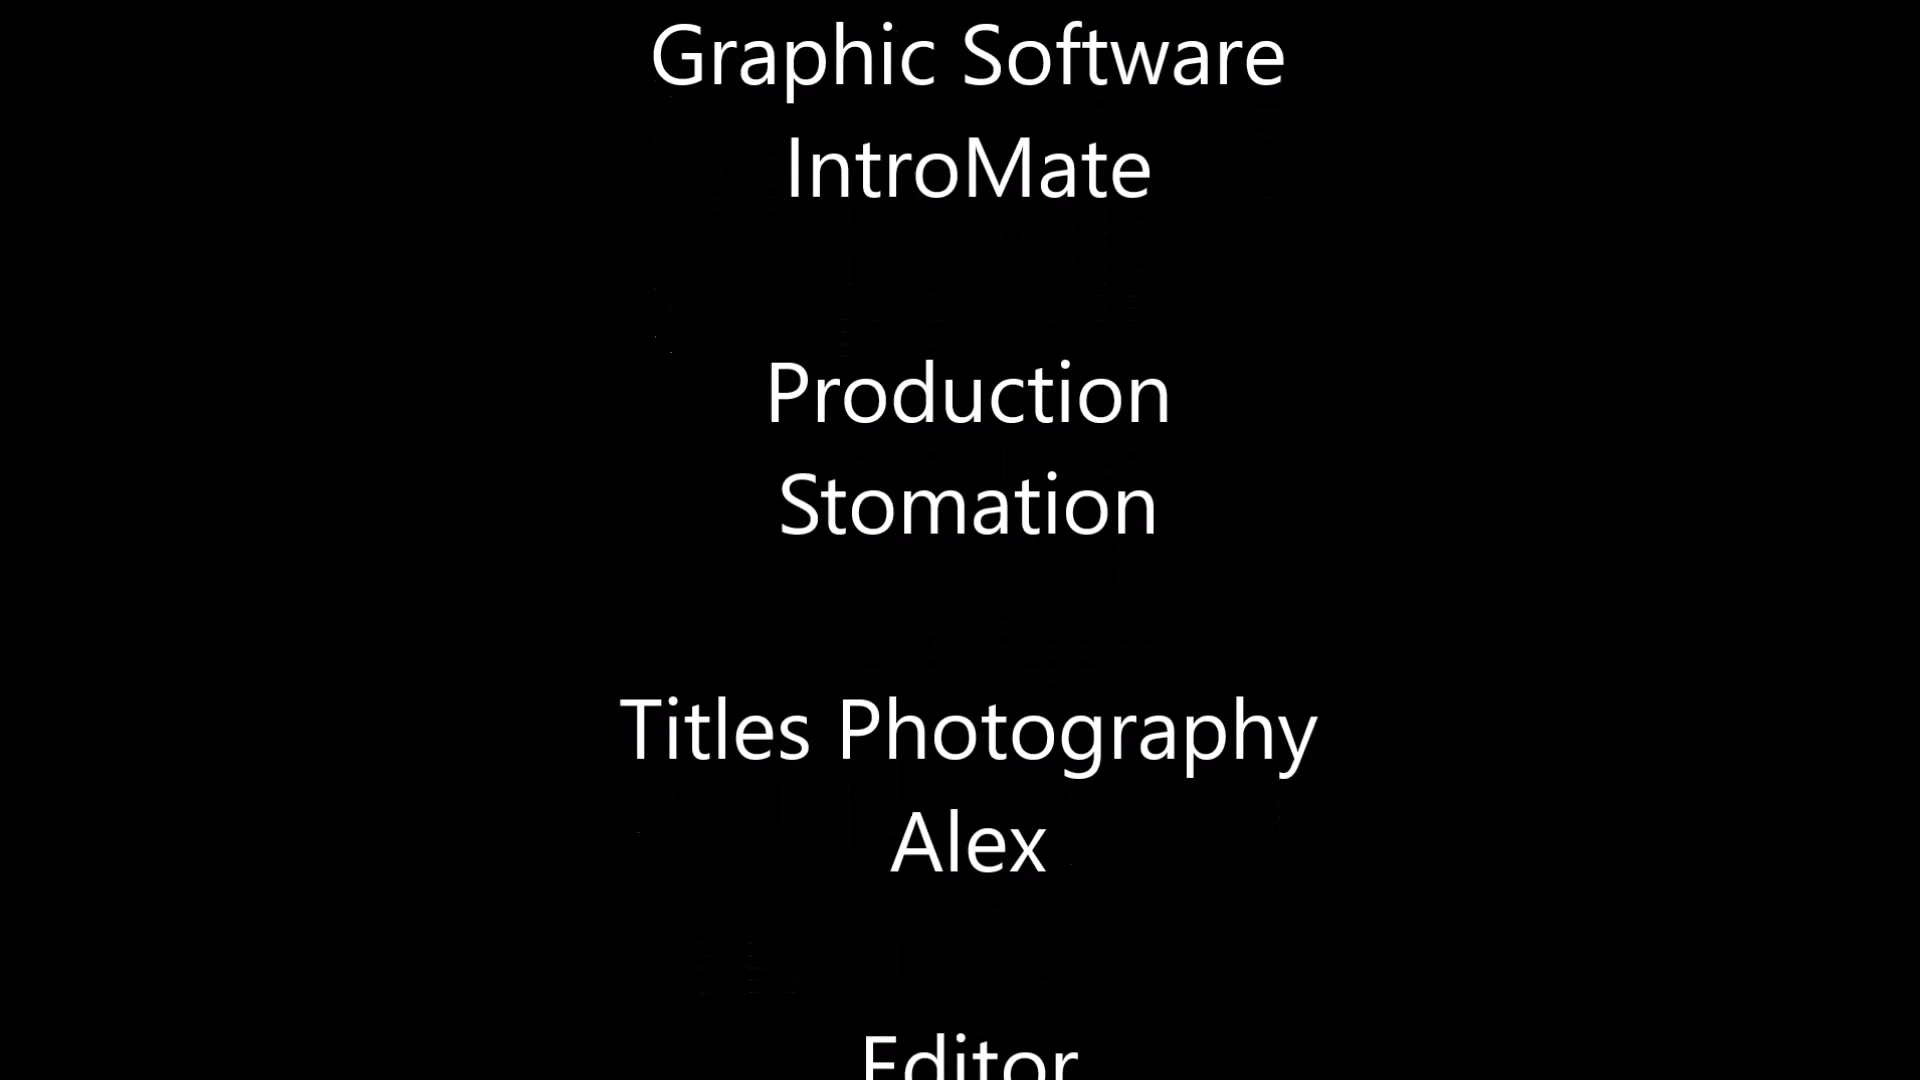 Graphic Software
IntroMate
Production
Stomation
Titles Photography
Alex
Editor